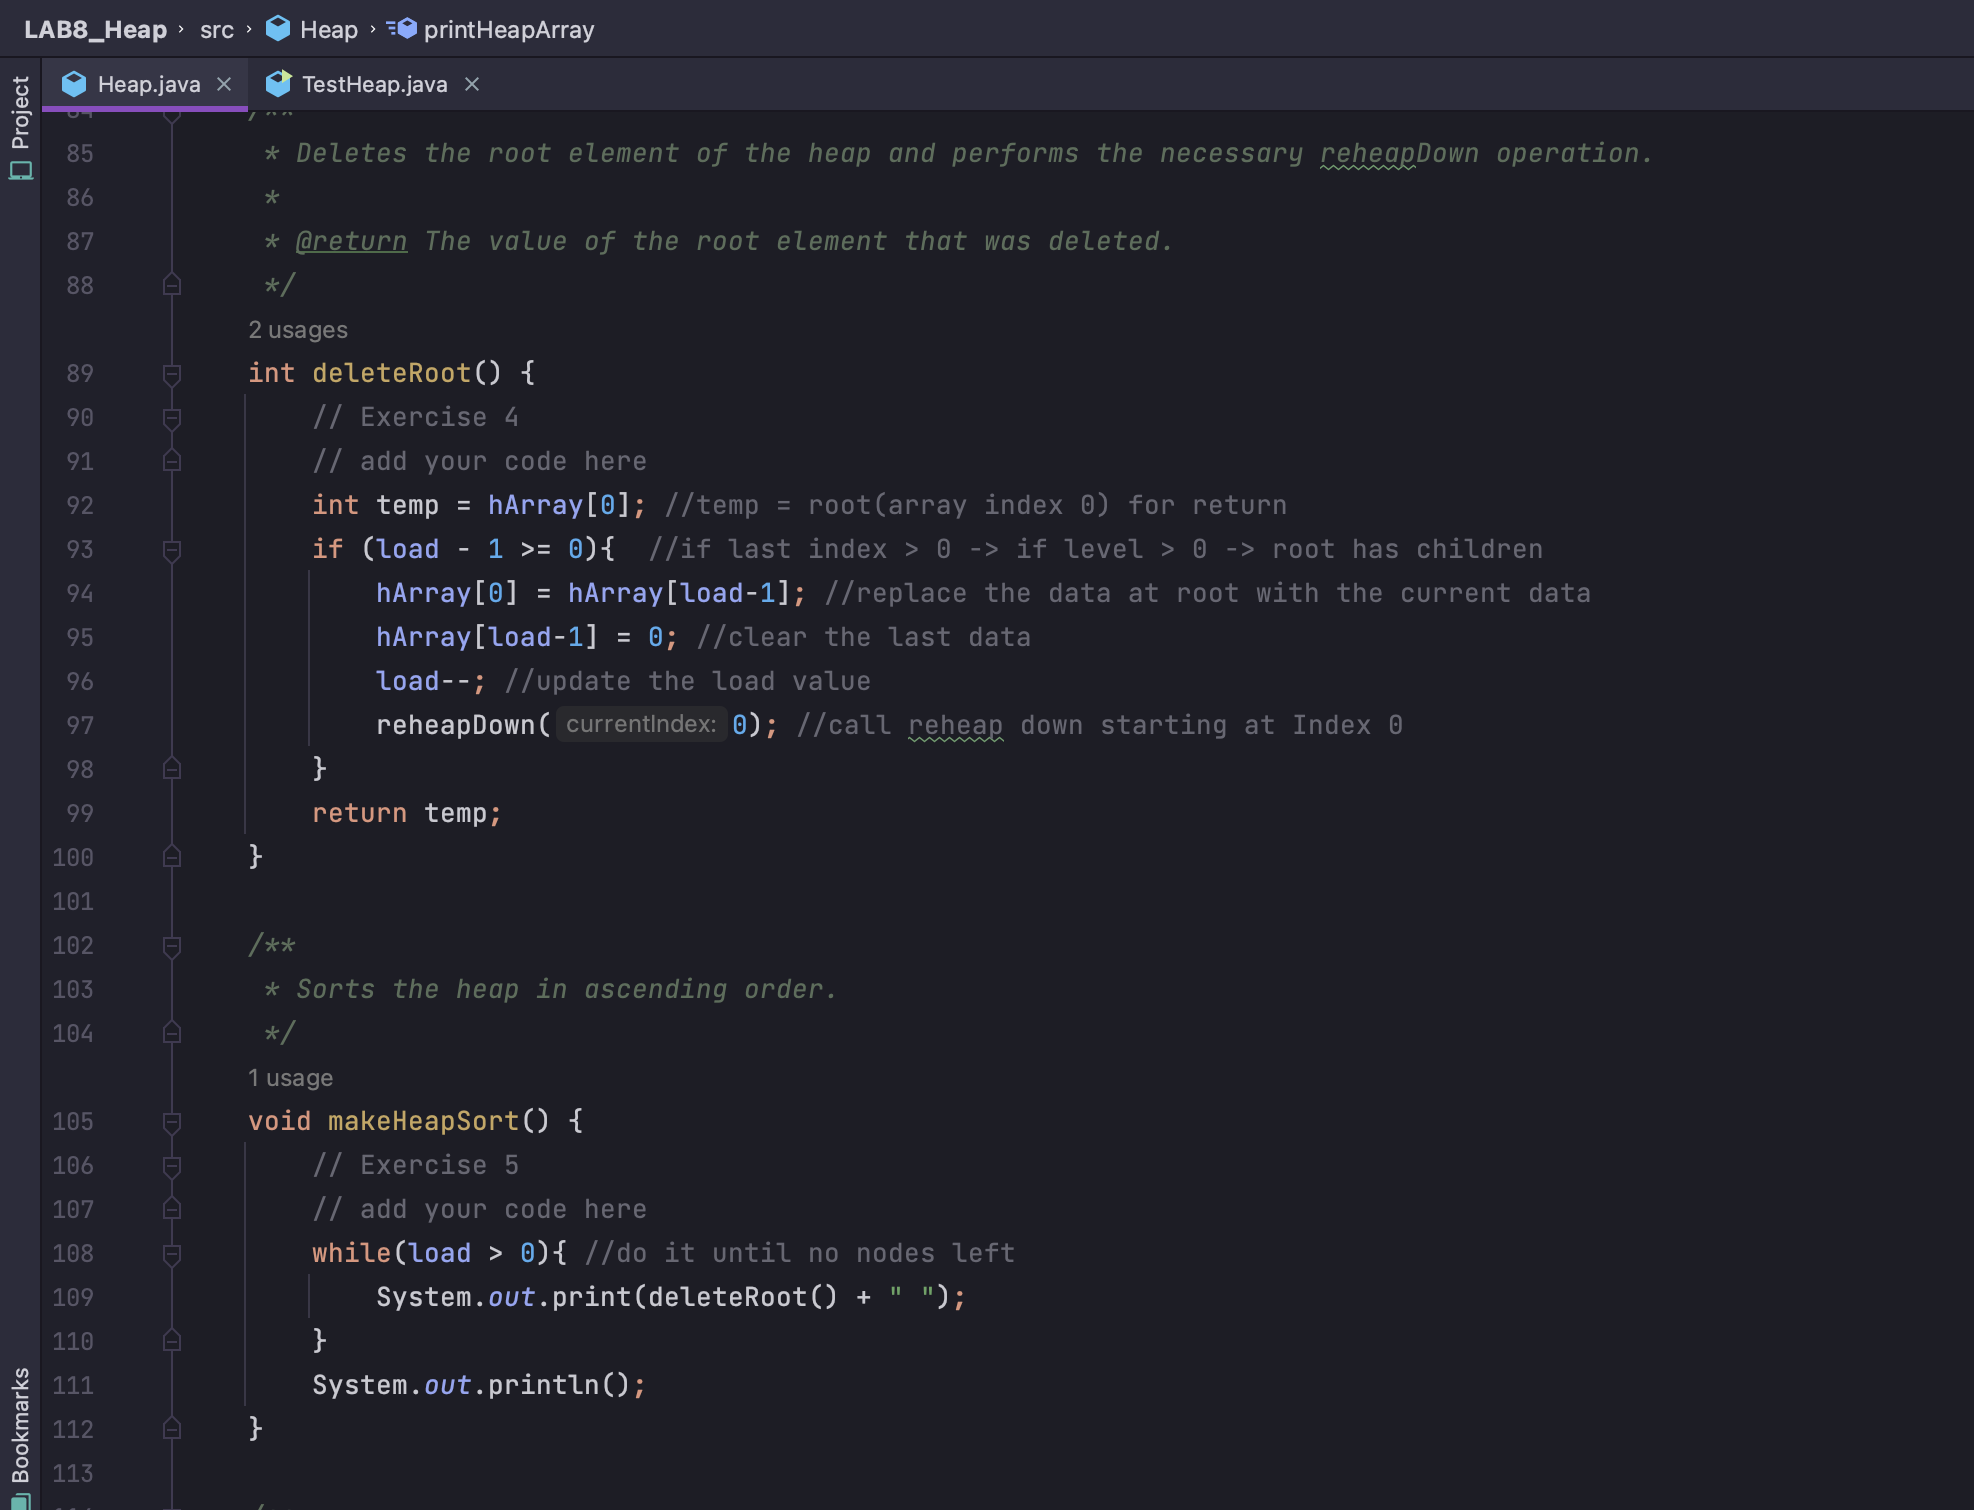 LAB8_Heap › src › Heap › printHeapArray
Project
Heap.java × TestHeap.java ×
84 /**
85 * Deletes the root element of the heap and performs the necessary reheapDown operation.
86 *
87 * @return The value of the root element that was deleted.
88 */
2 usages
89 int deleteRoot() {
90 // Exercise 4
91 // add your code here
92 int temp = hArray[0]; //temp = root(array index 0) for return
93 if (load - 1 >= 0){  //if last index > 0 -> if level > 0 -> root has children
94 hArray[0] = hArray[load-1]; //replace the data at root with the current data
95 hArray[load-1] = 0; //clear the last data
96 load--; //update the load value
97 reheapDown( currentIndex: 0); //call reheap down starting at Index 0
98 }
99 return temp;
100 }
101
102 /**
103 * Sorts the heap in ascending order.
104 */
1 usage
105 void makeHeapSort() {
106 // Exercise 5
107 // add your code here
108 while(load > 0){ //do it until no nodes left
109 System.out.print(deleteRoot() + " ");
110 }
111 System.out.println();
112 }
113
Bookmarks